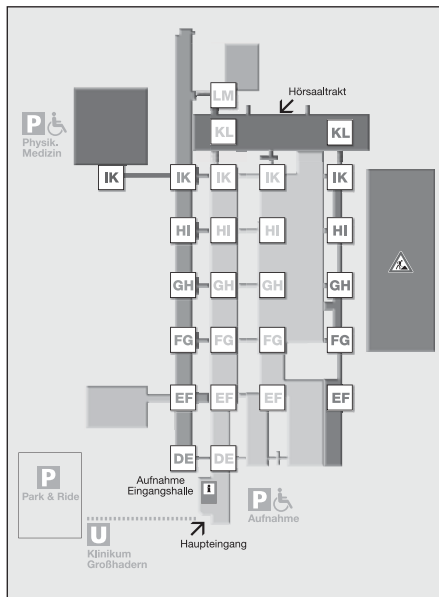 LM
Hörsaaltrakt
KL KL
P
Physik.
Medizin
IK IK IK IK IK
HI HI HI HI
GH GH GH GH
FG FG FG FG
EF EF EF EF
DE DE
P
Park & Ride
Aufnahme
Eingangshalle
i
P
Aufnahme
U
Klinikum
Großhadern
Haupteingang